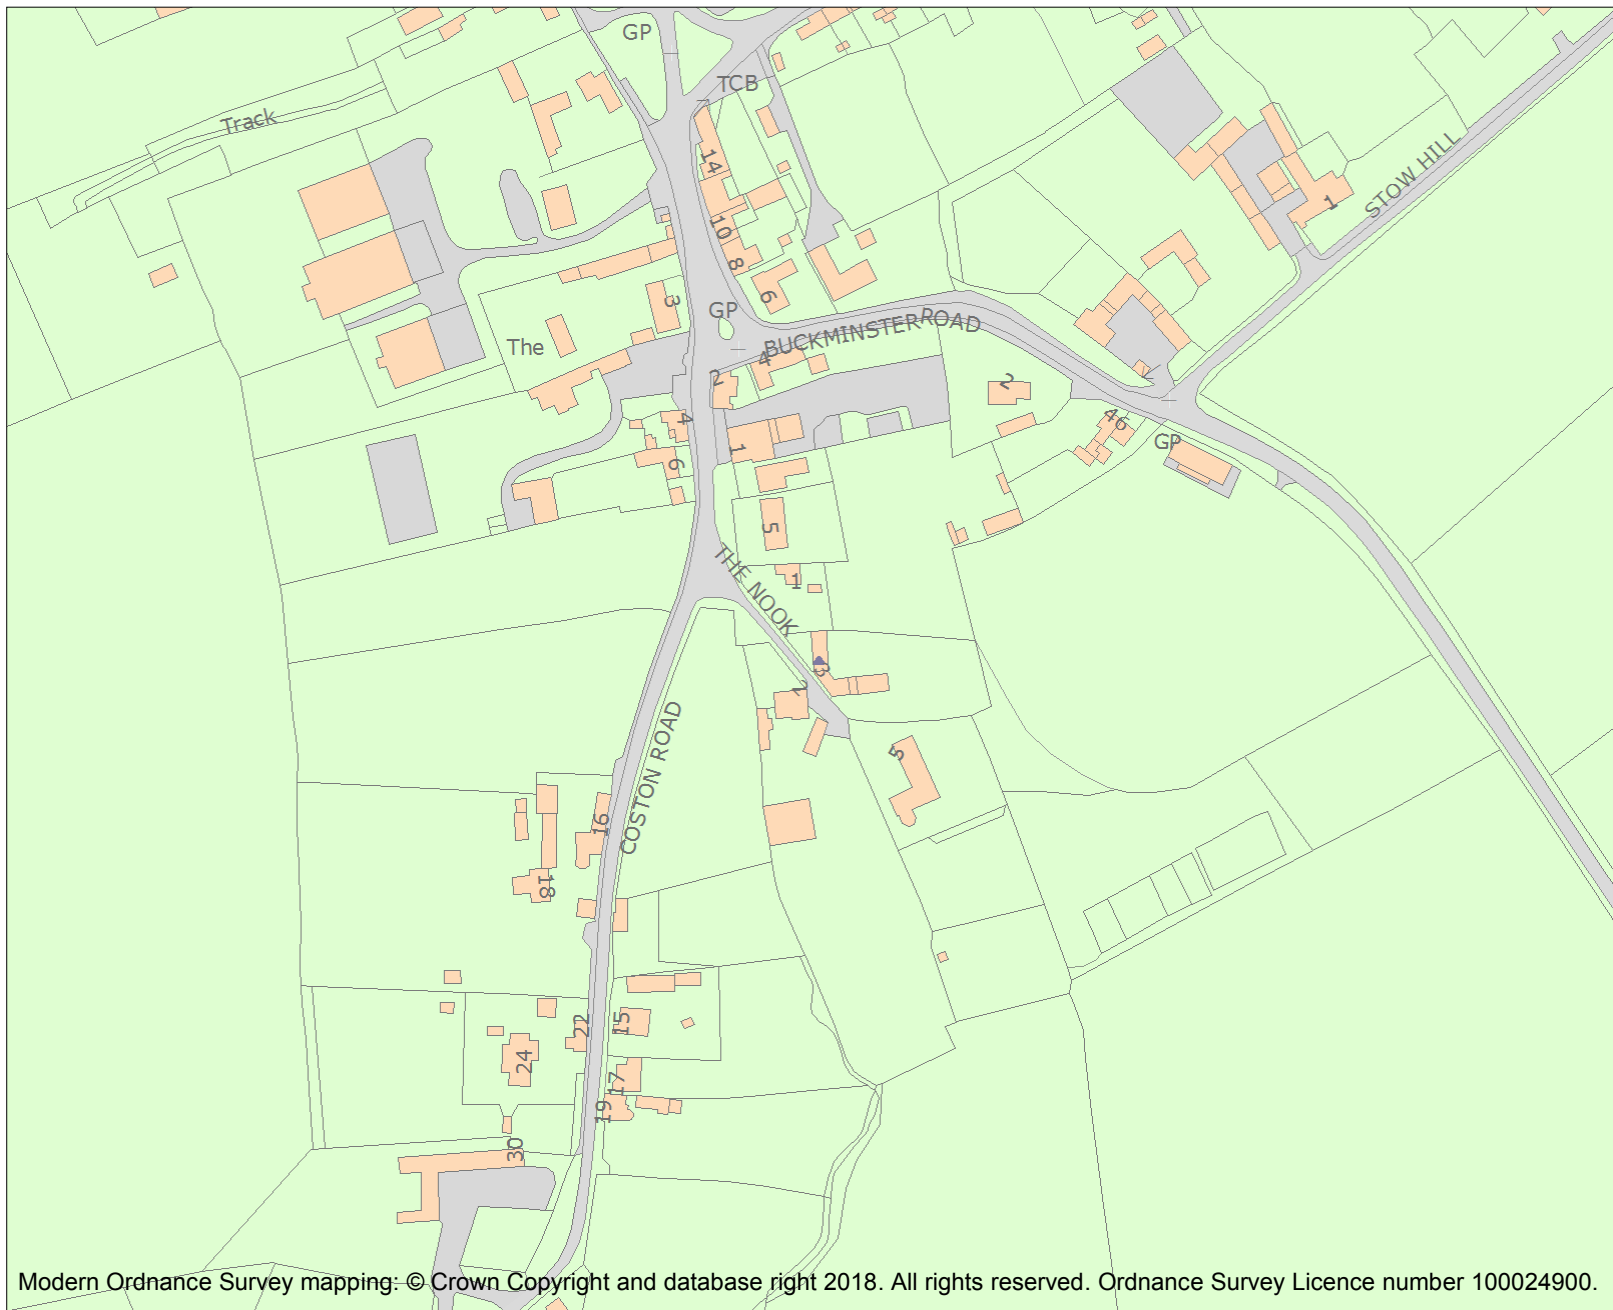 GP
TCB
Track
14
STOW HILL
1
10
8
6
3
GP
BUCKMINSTER ROAD
The
4
2
2
4
46
1
GP
6
5
THE NOOK
1
3
2
COSTON ROAD
5
16
18
22
15
24
17
19
30
Modern Ordnance Survey mapping: © Crown Copyright and database right 2018. All rights reserved. Ordnance Survey Licence number 100024900.